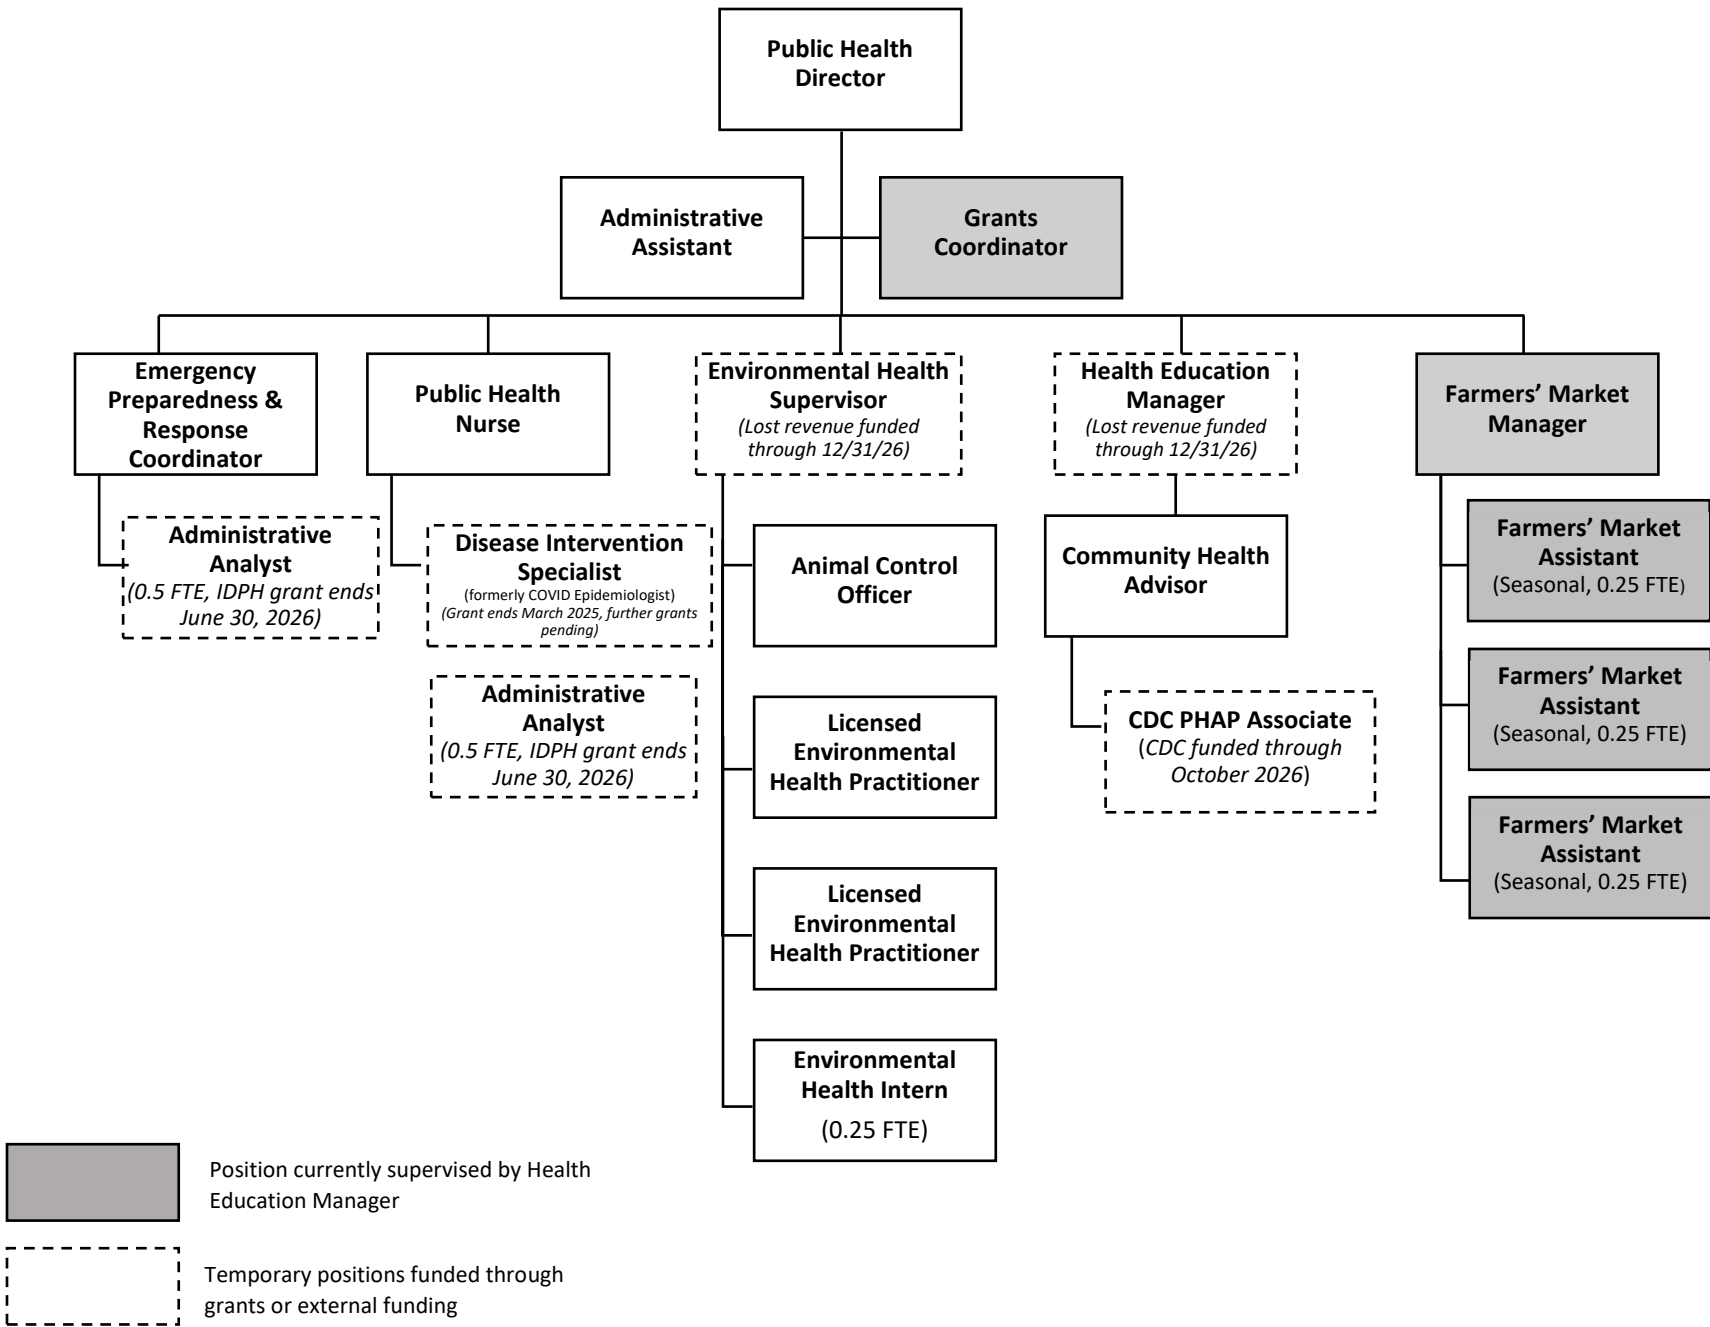 Public Health
Director
Administrative
Assistant
Grants
Coordinator
Emergency
Preparedness &
Response
Coordinator
Public Health
Nurse
Environmental Health
Supervisor
(Lost revenue funded
through 12/31/26)
Health Education
Manager
(Lost revenue funded
through 12/31/26)
Farmers’ Market
Manager
Administrative
Analyst
(0.5 FTE, IDPH grant ends
June 30, 2026)
Disease Intervention
Specialist
(formerly COVID Epidemiologist)
(Grant ends March 2025, further grants
pending)
Administrative
Analyst
(0.5 FTE, IDPH grant ends
June 30, 2026)
Animal Control
Officer
Licensed
Environmental
Health Practitioner
Licensed
Environmental
Health Practitioner
Environmental
Health Intern
(0.25 FTE)
Community Health
Advisor
CDC PHAP Associate
(CDC funded through
October 2026)
Farmers’ Market
Assistant
(Seasonal, 0.25 FTE)
Farmers’ Market
Assistant
(Seasonal, 0.25 FTE)
Farmers’ Market
Assistant
(Seasonal, 0.25 FTE)
Position currently supervised by Health
Education Manager
Temporary positions funded through
grants or external funding